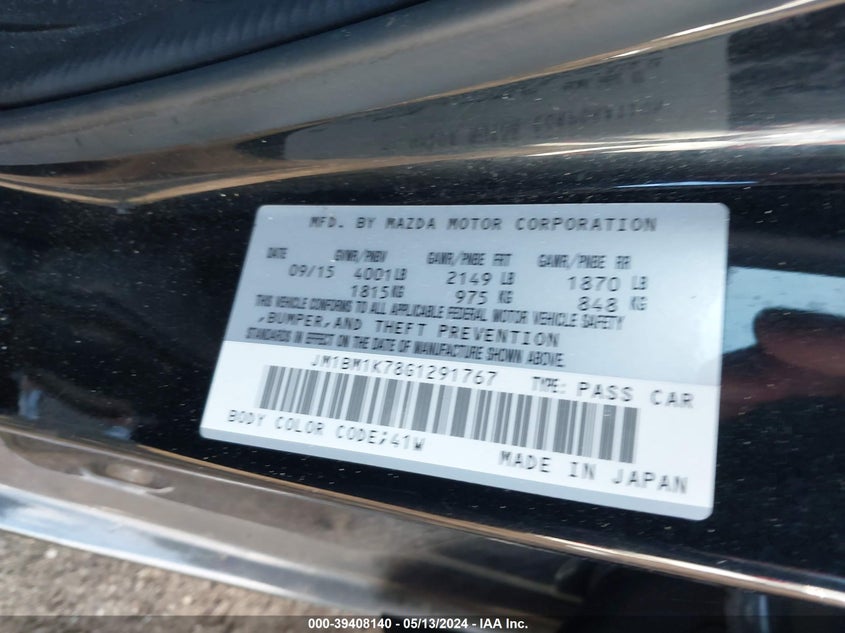 MFD. BY MAZDA MOTOR CORPORATION
DATE GVWR/PNBV GAWR/PNBE FRT GAWR/PNBE RR
09/15 4001LB 2149 LB 1870 LB
1815KG 975 KG 848 KG
THIS VEHICLE CONFORMS TO ALL APPLICABLE FEDERAL MOTOR VEHICLE SAFETY
,BUMPER,AND THEFT PREVENTION
STANDARDS IN EFFECT ON THE DATE OF MANUFACTURE SHOWN ABOVE.
JM1BM1K78G1291767 TYPE: PASS CAR
BODY COLOR CODE;41W MADE IN JAPAN
000-39408140 - 05/13/2024 - IAA, Inc.